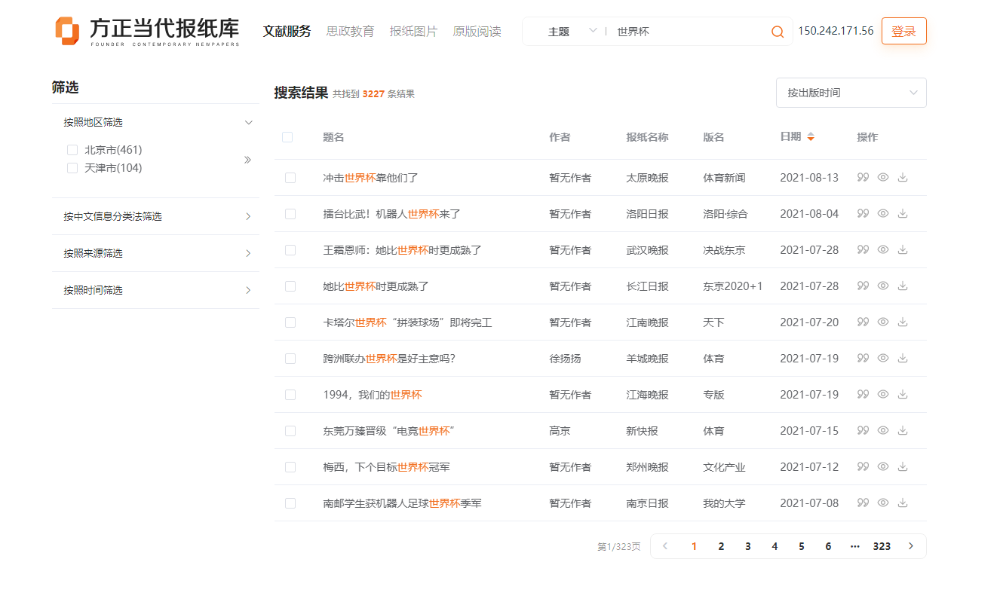 方正当代报纸库
FOUNDER CONTEMPORARY NEWPAPERS
文献服务 思政教育 报纸图片 原版阅读 主题 世界杯 150.242.171.56 登录
筛选
按照地区筛选
北京市(461)
天津市(104)
按中文信息分类法筛选
按照来源筛选
按照时间筛选
搜索结果 共找到 3227 条结果 按出版时间
题名 作者 报纸名称 版名 日期 操作
冲击世界杯靠他们了 暂无作者 太原晚报 体育新闻 2021-08-13
擂台比武！机器人世界杯来了 暂无作者 洛阳日报 洛阳·综合 2021-08-04
王霜恩师：她比世界杯时更成熟了 暂无作者 武汉晚报 决战东京 2021-07-28
她比世界杯时更成熟了 暂无作者 长江日报 东京2020+1 2021-07-28
卡塔尔世界杯“拼装球场”即将完工 暂无作者 江南晚报 天下 2021-07-20
跨洲联办世界杯是好主意吗？ 徐扬扬 羊城晚报 体育 2021-07-19
1994，我们的世界杯 暂无作者 江海晚报 专版 2021-07-19
东莞万臻晋级“电竞世界杯” 高京 新快报 体育 2021-07-15
梅西，下个目标世界杯冠军 暂无作者 郑州晚报 文化产业 2021-07-12
南邮学生获机器人足球世界杯季军 暂无作者 南京日报 我的大学 2021-07-08
第1/323页 1 2 3 4 5 6 ··· 323